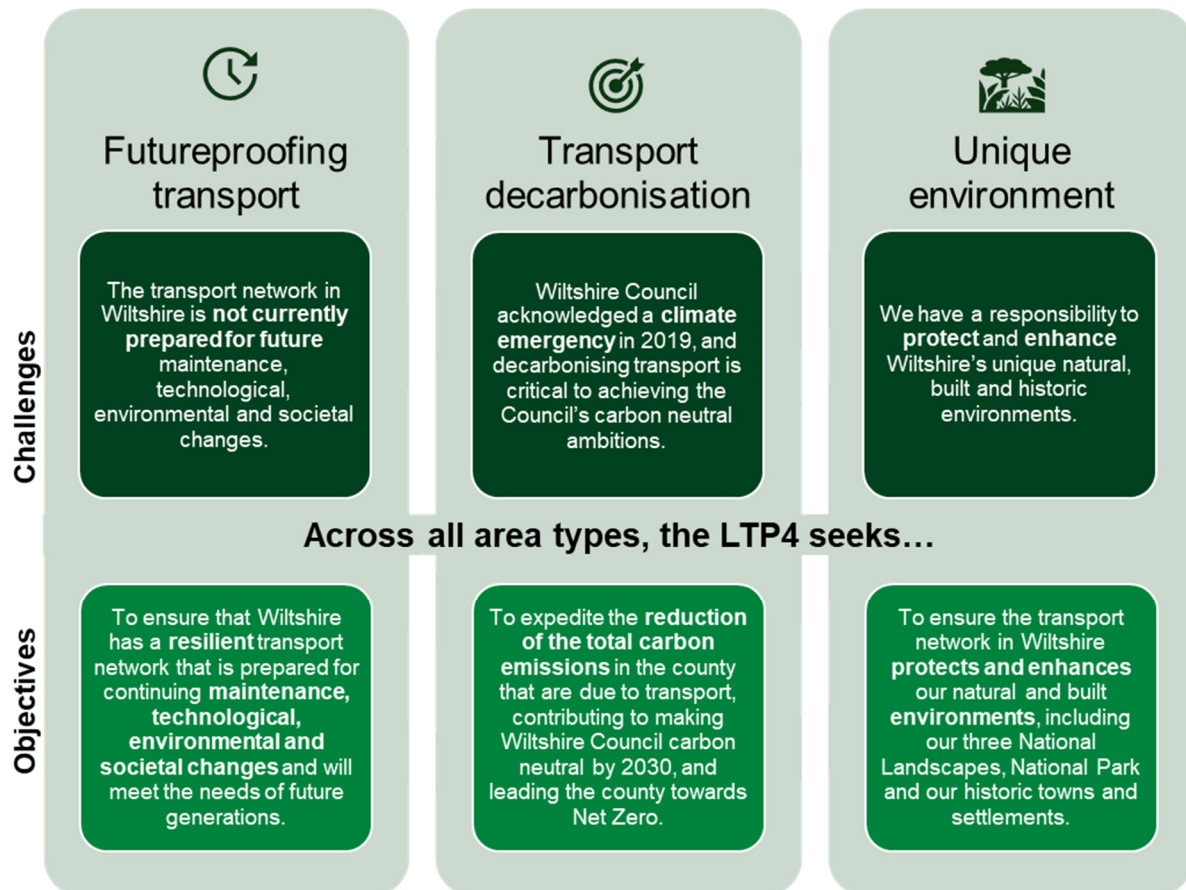 Futureproofing
transport
Transport
decarbonisation
Unique
environment
Challenges
The transport network in
Wiltshire is not currently
prepared for future
maintenance,
technological,
environmental and societal
changes.
Wiltshire Council
acknowledged a climate
emergency in 2019, and
decarbonising transport is
critical to achieving the
Council’s carbon neutral
ambitions.
We have a responsibility to
protect and enhance
Wiltshire’s unique natural,
built and historic
environments.
Across all area types, the LTP4 seeks…
Objectives
To ensure that Wiltshire
has a resilient transport
network that is prepared for
continuing maintenance,
technological,
environmental and
societal changes and will
meet the needs of future
generations.
To expedite the reduction
of the total carbon
emissions in the county
that are due to transport,
contributing to making
Wiltshire Council carbon
neutral by 2030, and
leading the county towards
Net Zero.
To ensure the transport
network in Wiltshire
protects and enhances
our natural and built
environments, including
our three National
Landscapes, National Park
and our historic towns and
settlements.